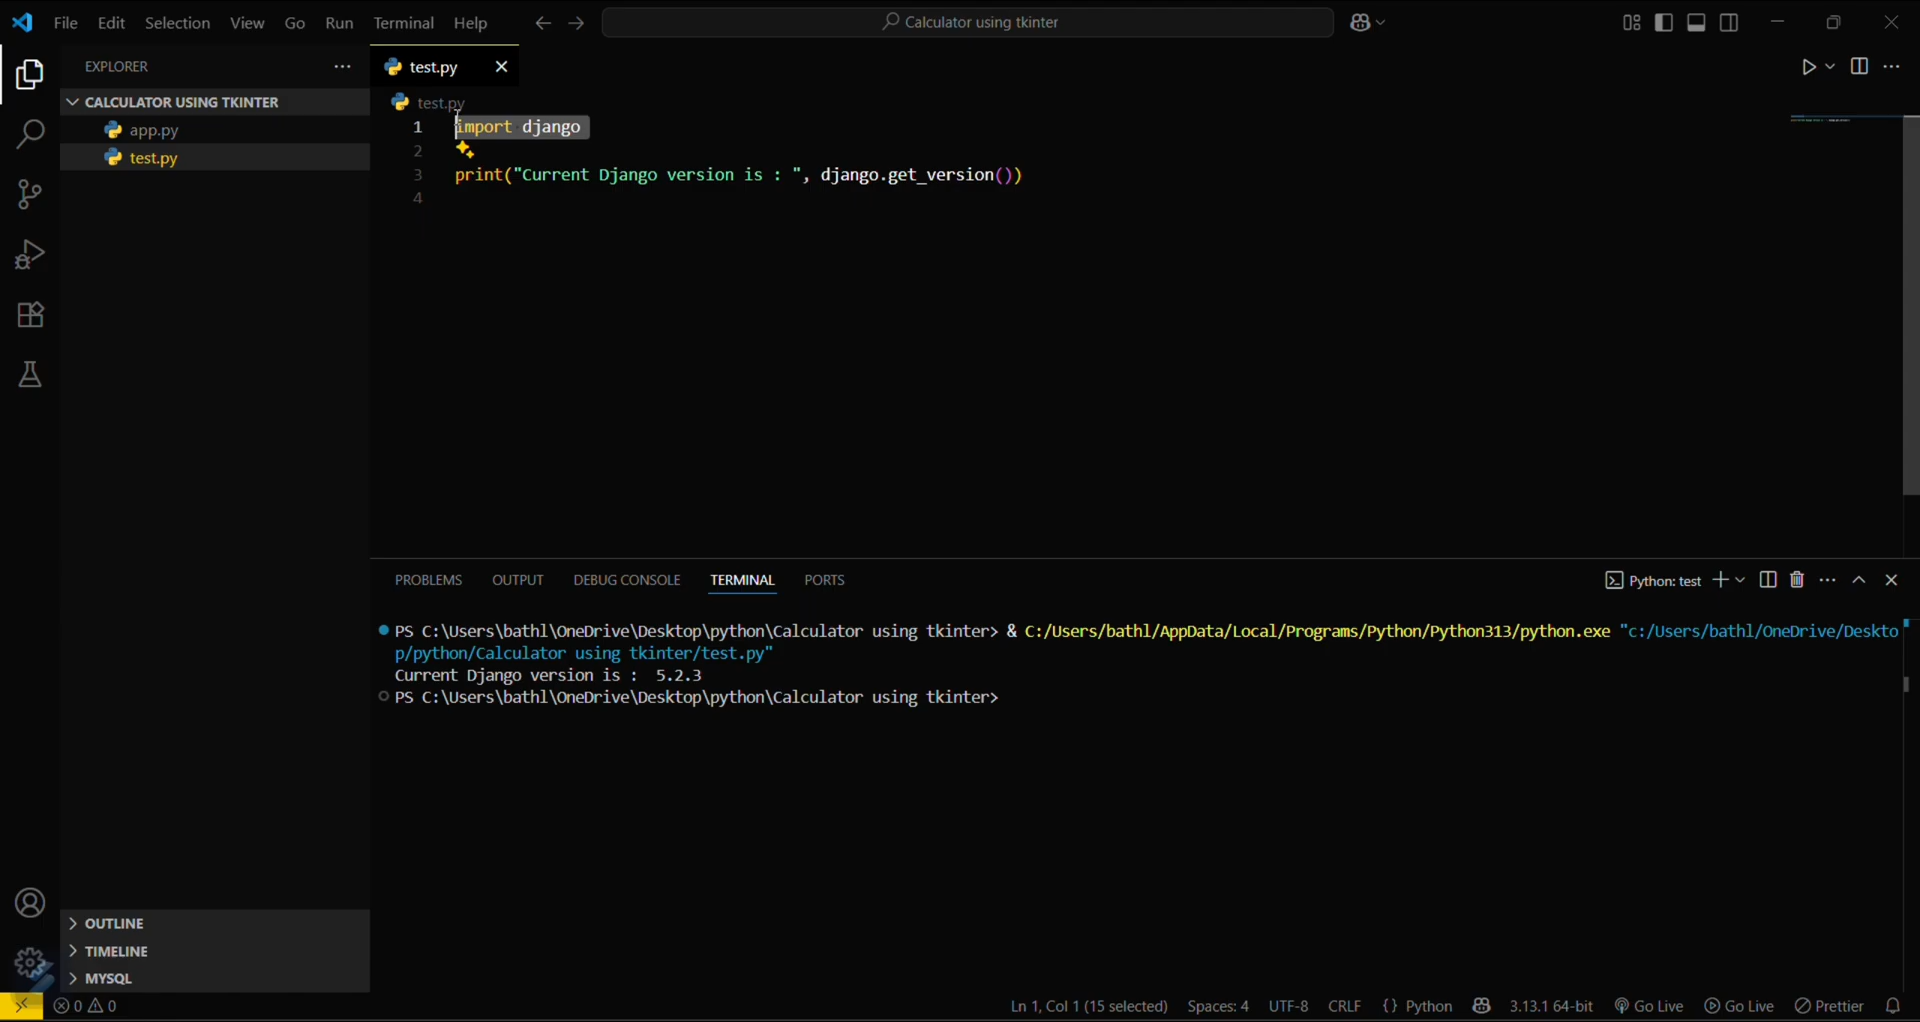 File Edit Selection View Go Run Terminal Help
Calculator using tkinter
EXPLORER
CALCULATOR USING TKINTER
app.py
test.py
OUTLINE
TIMELINE
MYSQL
test.py
test.py
1 import django
2
3 print("Current Django version is : ", django.get_version())
4
PROBLEMS OUTPUT DEBUG CONSOLE TERMINAL PORTS
Python: test
PS C:\Users\bathl\OneDrive\Desktop\python\Calculator using tkinter> & C:/Users/bathl/AppData/Local/Programs/Python/Python313/python.exe "c:/Users/bathl/OneDrive/Deskto
p/python/Calculator using tkinter/test.py"
Current Django version is :  5.2.3
PS C:\Users\bathl\OneDrive\Desktop\python\Calculator using tkinter>
0 0 Ln 1, Col 1 (15 selected) Spaces: 4 UTF-8 CRLF {} Python 3.13.1 64-bit Go Live Go Live Prettier